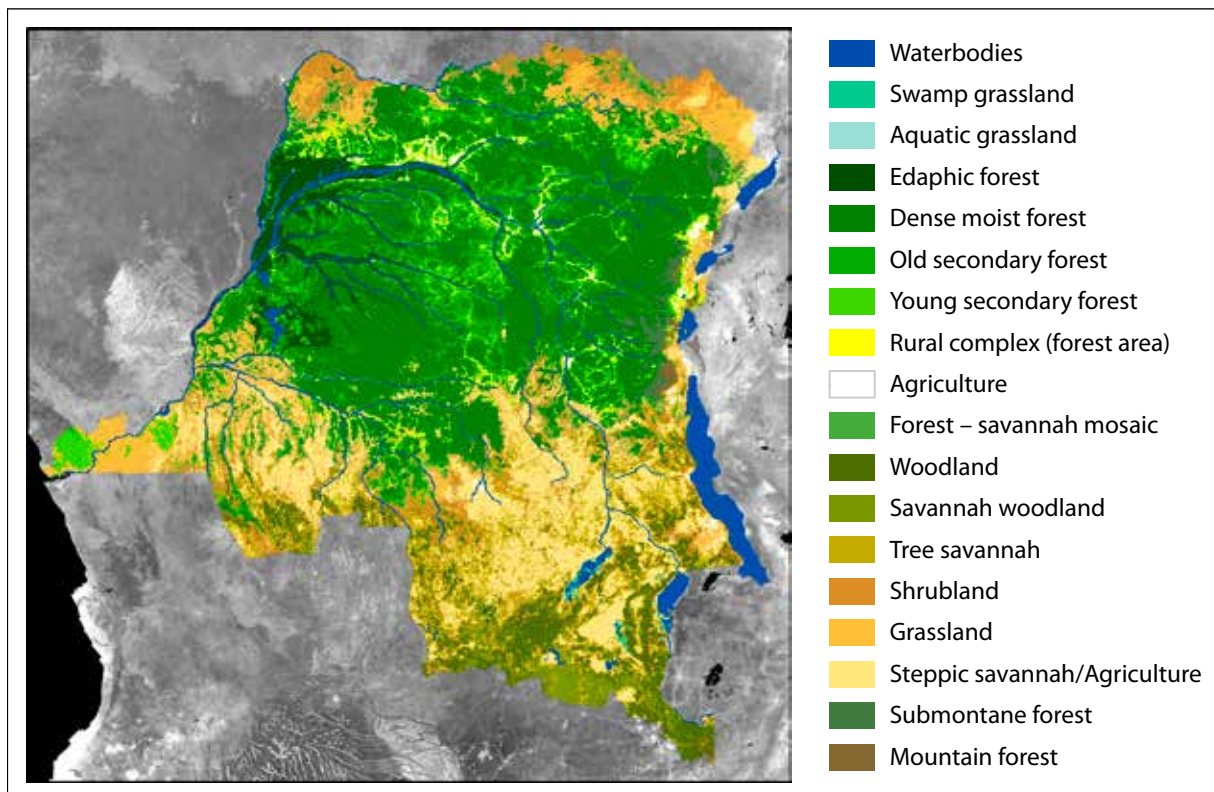 Waterbodies
Swamp grassland
Aquatic grassland
Edaphic forest
Dense moist forest
Old secondary forest
Young secondary forest
Rural complex (forest area)
Agriculture
Forest – savannah mosaic
Woodland
Savannah woodland
Tree savannah
Shrubland
Grassland
Steppic savannah/Agriculture
Submontane forest
Mountain forest